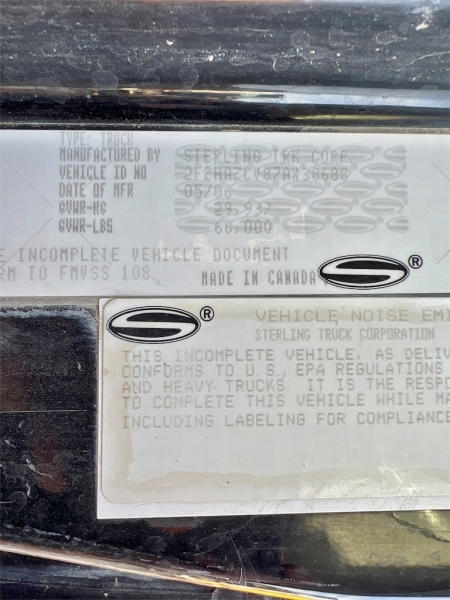 TYPE: TRUCK
MANUFACTURED BY STERLING TRK CORP.
VEHICLE ID NO
DATE OF MFR 05/06
GVWR-KG 29,937
GVWR-LBS 66,000
E INCOMPLETE VEHICLE DOCUMENT
RM TO FMVSS 108.
MADE IN CANADA
®
® VEHICLE NOISE EMI
STERLING TRUCK CORPORATION
THIS INCOMPLETE VEHICLE, AS DELIV
CONFORMS TO U.S. EPA REGULATIONS
AND HEAVY TRUCKS. IT IS THE RESPO
TO COMPLETE THIS VEHICLE WHILE MA
INCLUDING LABELING FOR COMPLIANCE